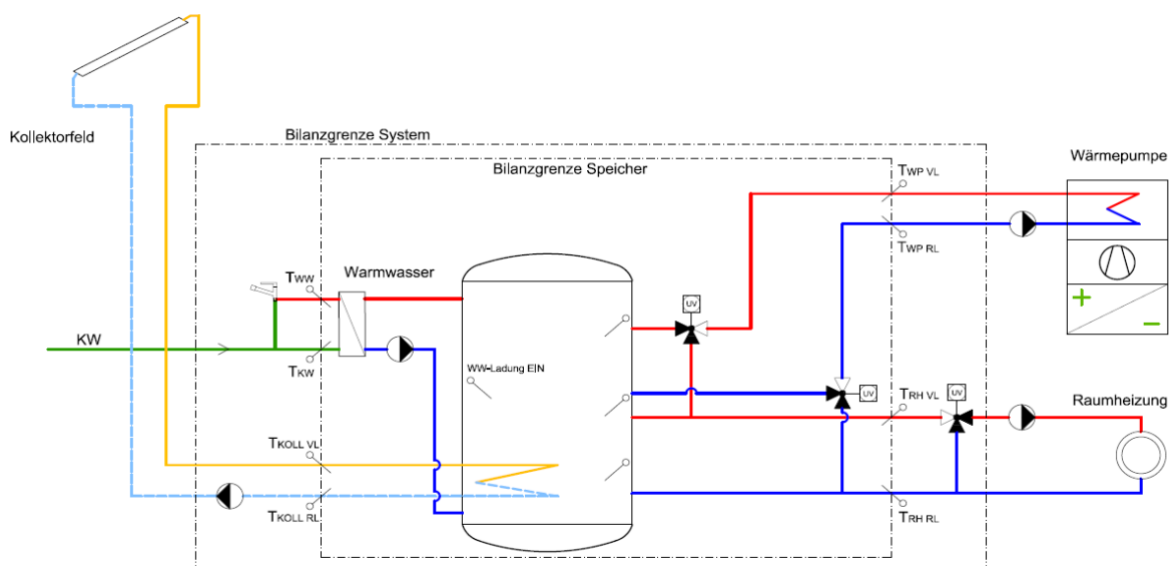 Kollektorfeld
Bilanzgrenze System
Bilanzgrenze Speicher
TWP VL
Wärmepumpe
TWP RL
TWW
Warmwasser
UV
+
−
KW
TKW
WW-Ladung EIN
UV
TRH VL
UV
Raumheizung
TKOLL VL
TKOLL RL
TRH RL